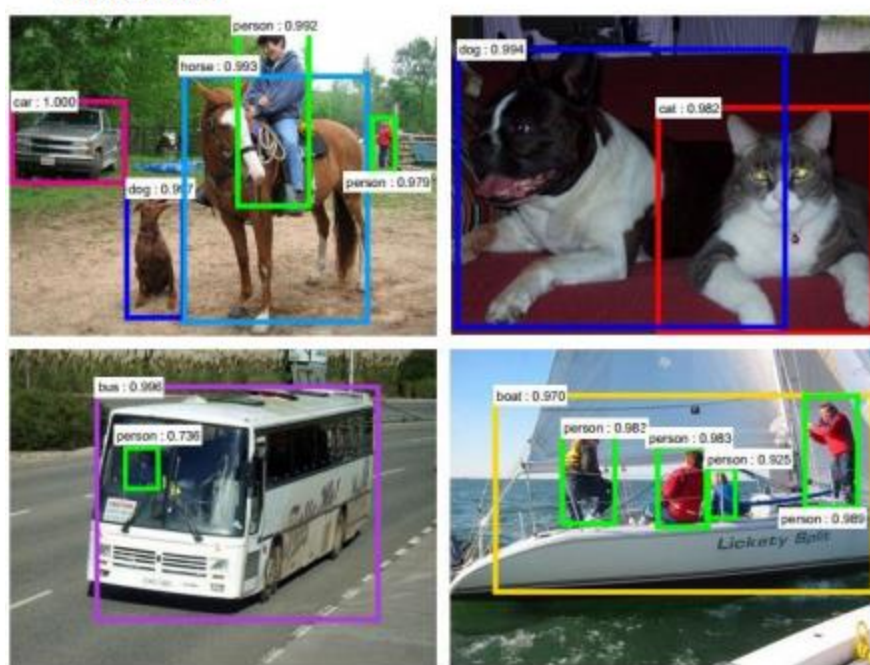 person : 0.992
horse : 0.993
car : 1.000
person : 0.979
dog : 0.997
dog : 0.994
cat : 0.982
bus : 0.996
person : 0.736
boat : 0.970
person : 0.982
person : 0.983
person : 0.925
person : 0.989
Lickety Split